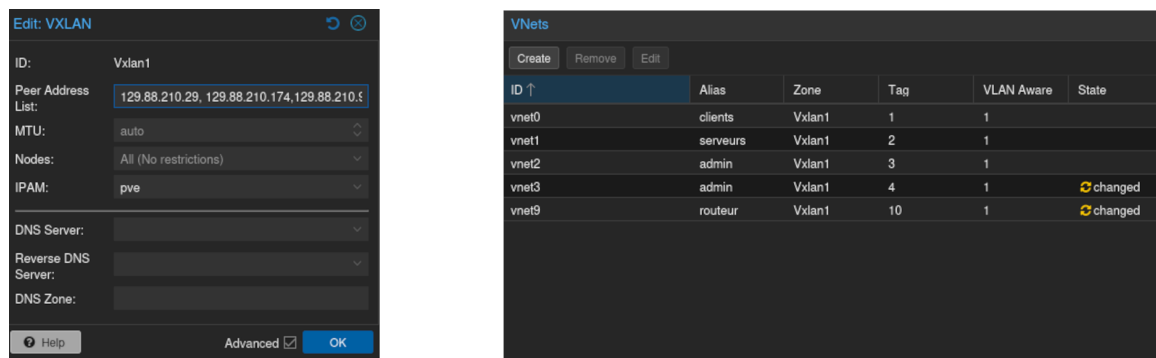 Edit: VXLAN
ID: Vxlan1
Peer Address List: 129.88.210.29, 129.88.210.174,129.88.210.9
MTU: auto
Nodes: All (No restrictions)
IPAM: pve
DNS Server:
Reverse DNS Server:
DNS Zone:
Help Advanced OK
VNets
Create Remove Edit
ID ↑ Alias Zone Tag VLAN Aware State
vnet0 clients Vxlan1 1 1
vnet1 serveurs Vxlan1 2 1
vnet2 admin Vxlan1 3 1
vnet3 admin Vxlan1 4 1 changed
vnet9 routeur Vxlan1 10 1 changed